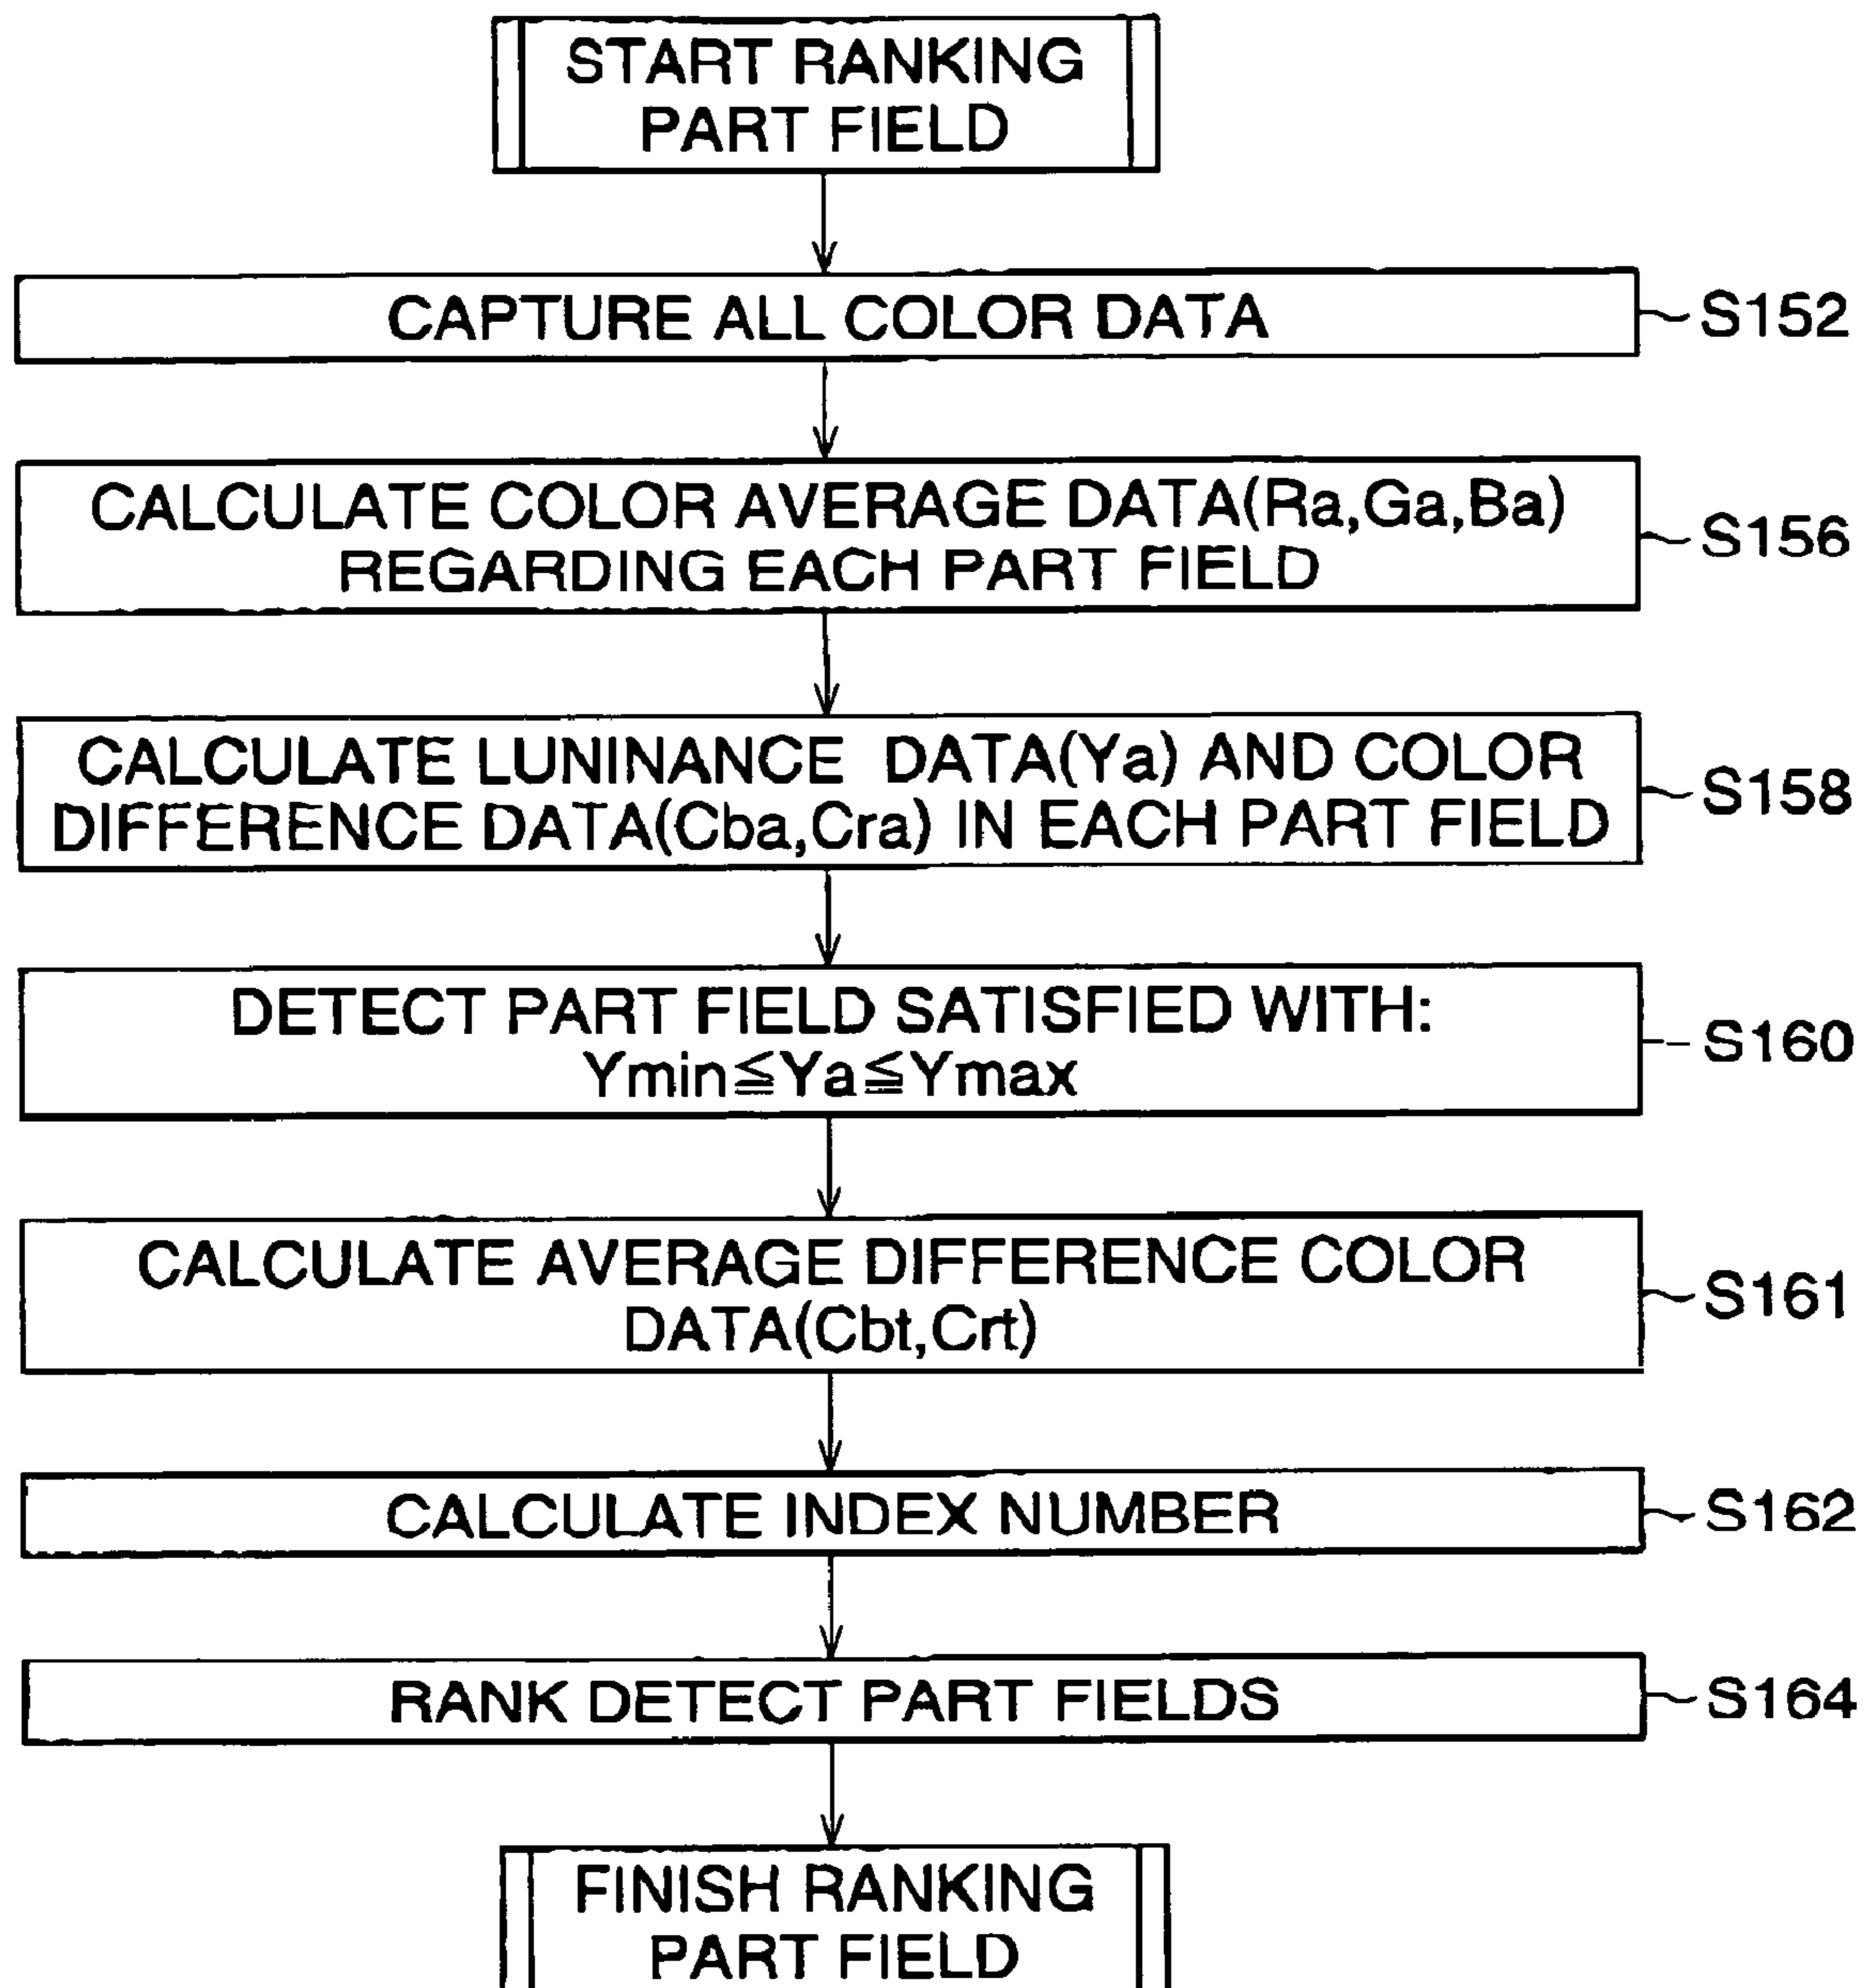 START RANKING
PART FIELD
CAPTURE ALL COLOR DATA
S152
CALCULATE COLOR AVERAGE DATA(Ra,Ga,Ba)
REGARDING EACH PART FIELD
S156
CALCULATE LUNINANCE DATA(Ya) AND COLOR
DIFFERENCE DATA(Cba,Cra) IN EACH PART FIELD
S158
DETECT PART FIELD SATISFIED WITH:
Ymin≦Ya≦Ymax
S160
CALCULATE AVERAGE DIFFERENCE COLOR
DATA(Cbt,Crt)
S161
CALCULATE INDEX NUMBER
S162
RANK DETECT PART FIELDS
S164
FINISH RANKING
PART FIELD